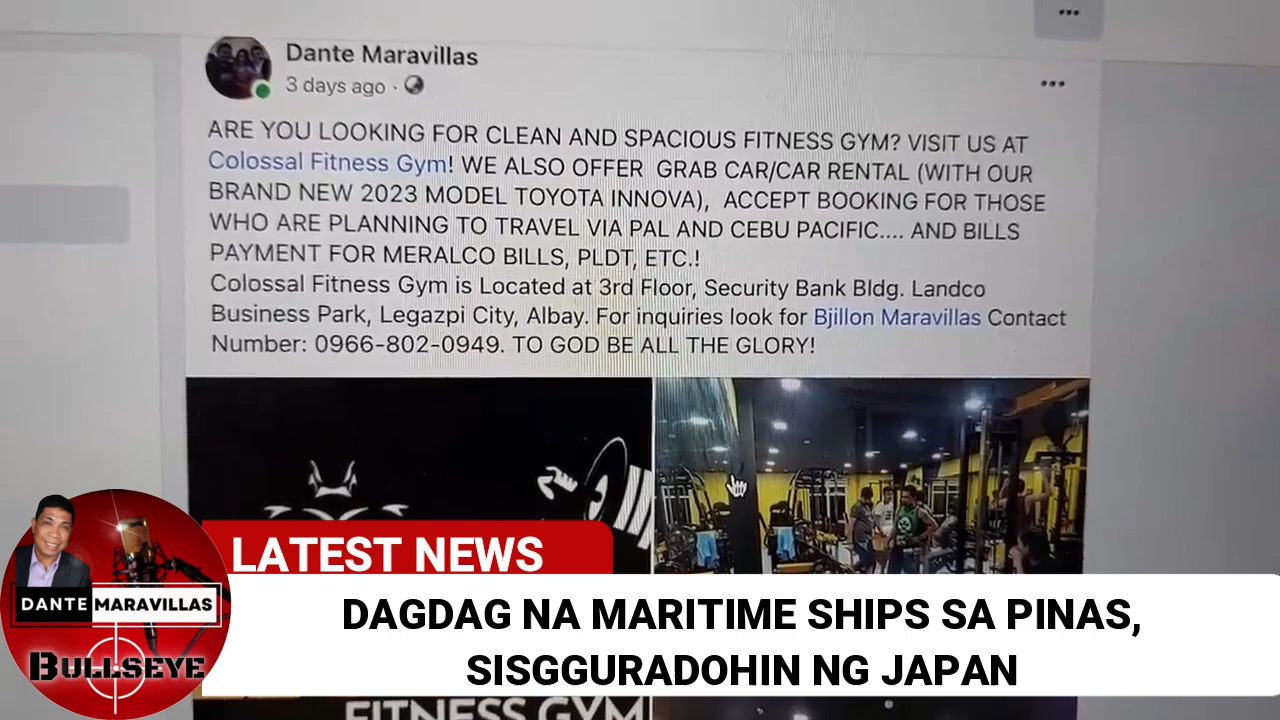 Dante Maravillas
3 days ago
ARE YOU LOOKING FOR CLEAN AND SPACIOUS FITNESS GYM? VISIT US AT
Colossal Fitness Gym! WE ALSO OFFER GRAB CAR/CAR RENTAL (WITH OUR
BRAND NEW 2023 MODEL TOYOTA INNOVA), ACCEPT BOOKING FOR THOSE
WHO ARE PLANNING TO TRAVEL VIA PAL AND CEBU PACIFIC.... AND BILLS
PAYMENT FOR MERALCO BILLS, PLDT, ETC.!
Colossal Fitness Gym is Located at 3rd Floor, Security Bank Bldg. Landco
Business Park, Legazpi City, Albay. For inquiries look for Bjillon Maravillas Contact
Number: 0966-802-0949. TO GOD BE ALL THE GLORY!
LATEST NEWS
DANTE MARAVILLAS
BULLSEYE
DAGDAG NA MARITIME SHIPS SA PINAS,
SISGGURADOHIN NG JAPAN
FITNESS GYM